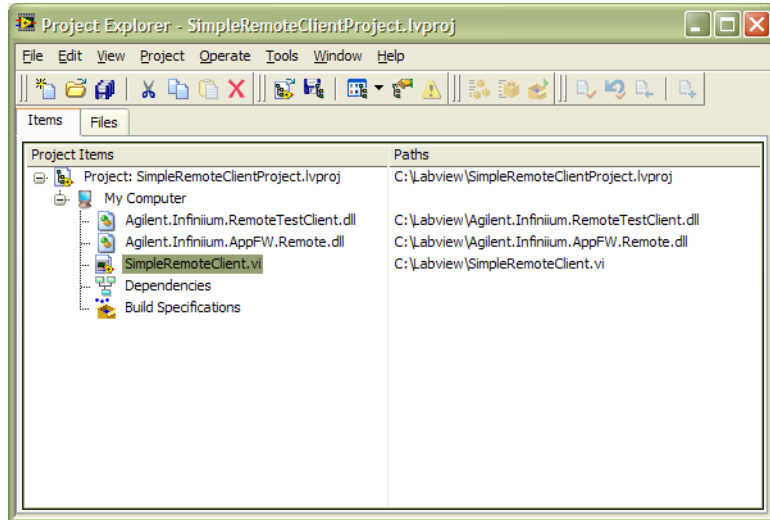 Project Explorer - SimpleRemoteClientProject.lvproj
File Edit View Project Operate Tools Window Help
Items Files
Project Items Paths
Project: SimpleRemoteClientProject.lvproj C:\Labview\SimpleRemoteClientProject.lvproj
My Computer
Agilent.Infiniium.RemoteTestClient.dll C:\Labview\Agilent.Infiniium.RemoteTestClient.dll
Agilent.Infiniium.AppFW.Remote.dll C:\Labview\Agilent.Infiniium.AppFW.Remote.dll
SimpleRemoteClient.vi C:\Labview\SimpleRemoteClient.vi
Dependencies
Build Specifications